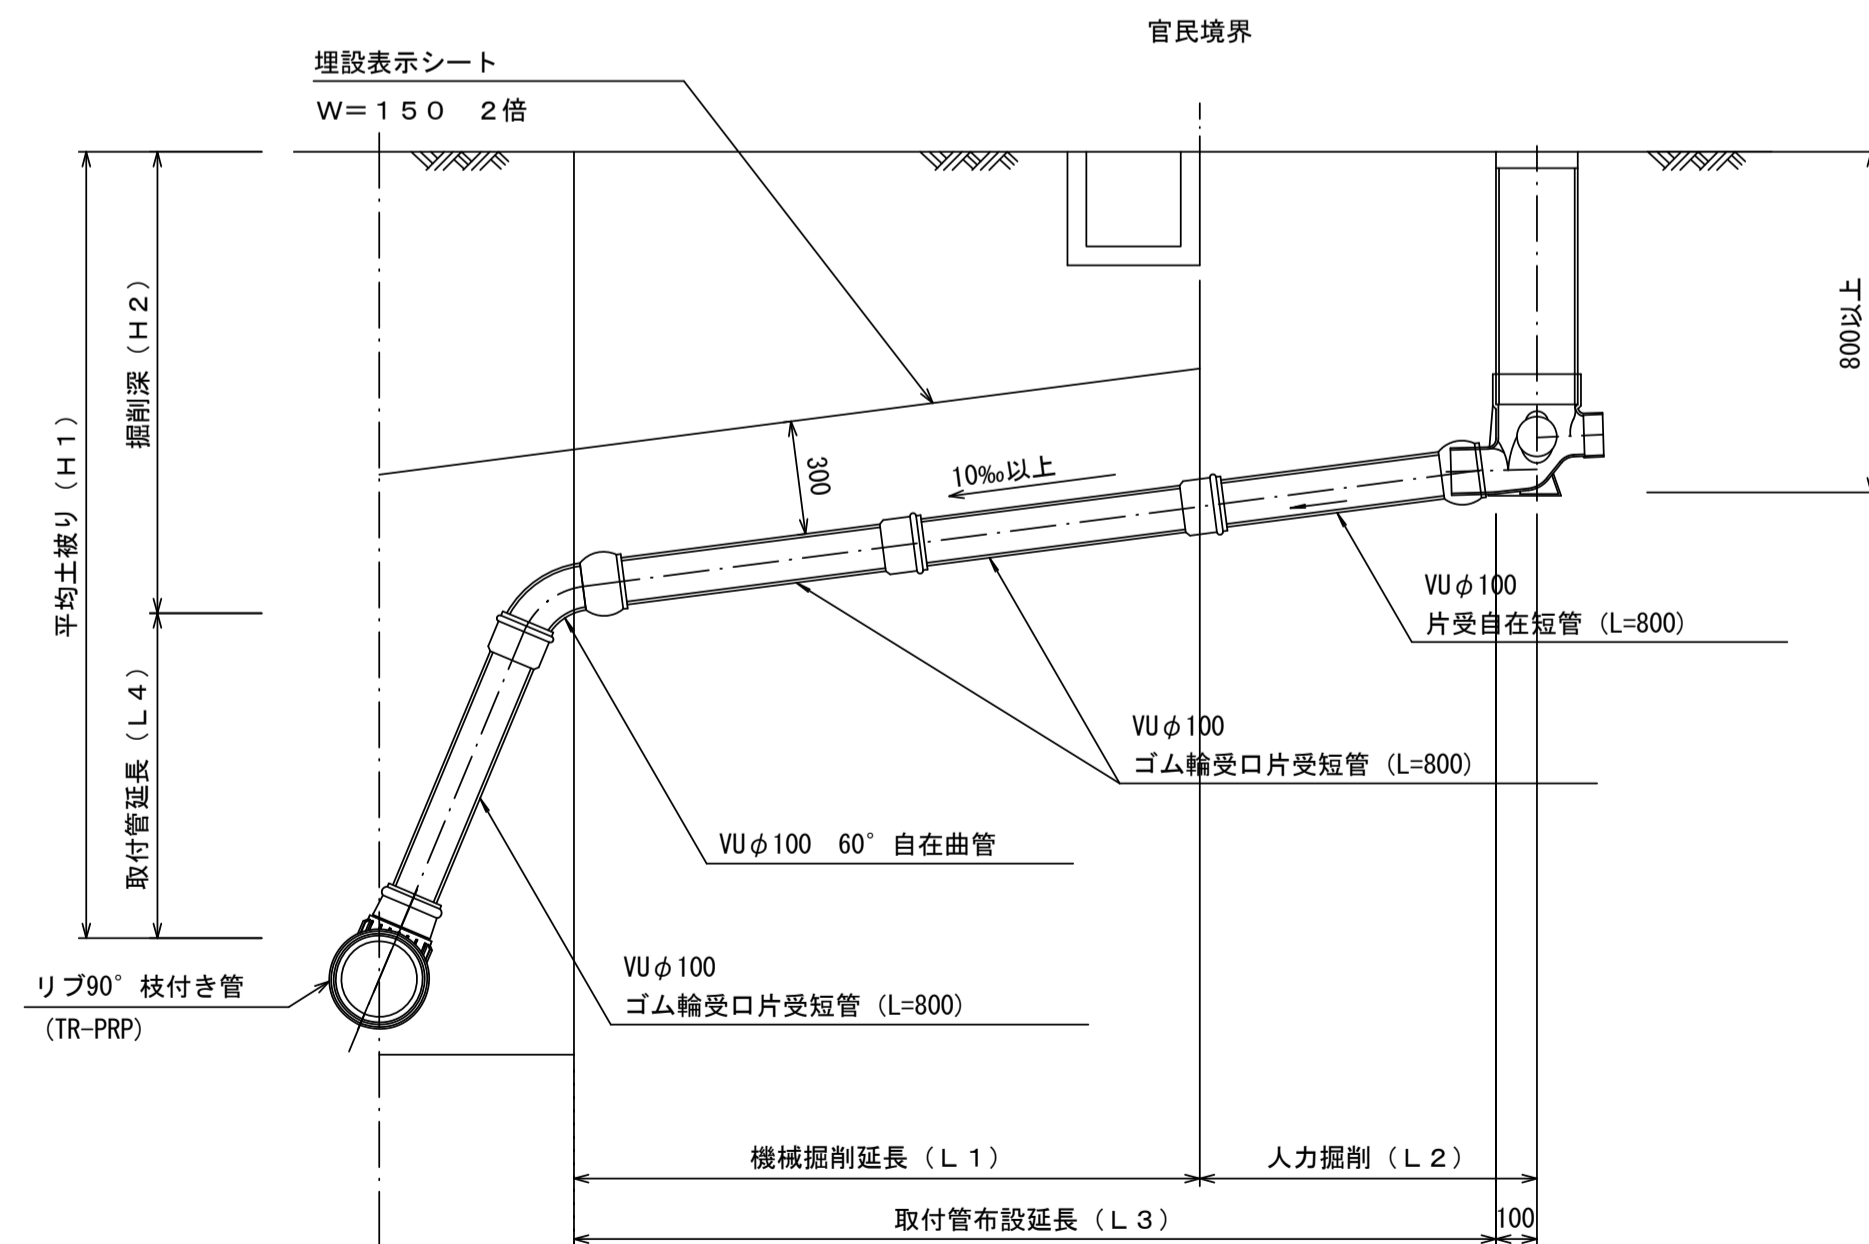 官民境界
埋設表示シート
W=150 2倍
掘削深(H2)
平均土被り(H1)
取付管延長(L4)
800以上
300
10‰以上
VUφ100
片受自在短管(L=800)
VUφ100
ゴム輪受口片受短管(L=800)
VUφ100 60°自在曲管
VUφ100
ゴム輪受口片受短管(L=800)
リブ90°枝付き管
(TR-PRP)
機械掘削延長(L1)
人力掘削(L2)
取付管布設延長(L3)
100